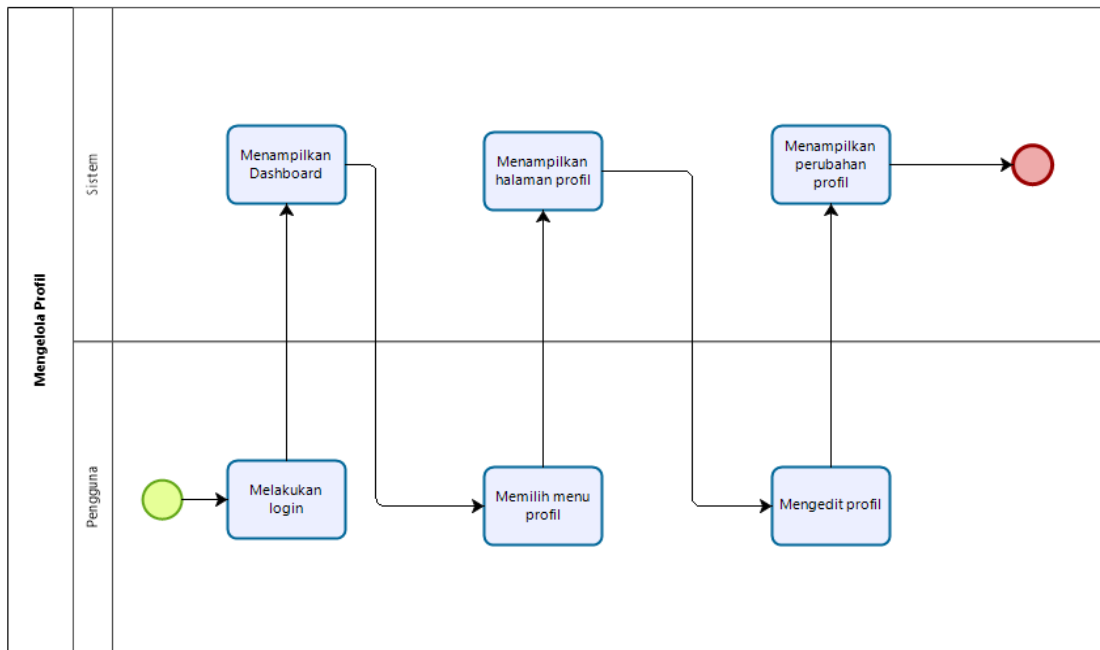 Mengelola Profil
Sistem
Menampilkan
Dashboard
Menampilkan
halaman profil
Menampilkan
perubahan
profil
Pengguna
Melakukan
login
Memilih menu
profil
Mengedit profil